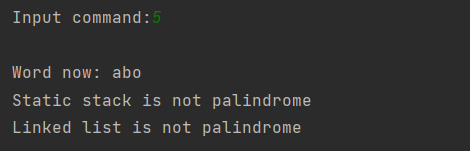 Input command:5
Word now: abo
Static stack is not palindrome
Linked list is not palindrome